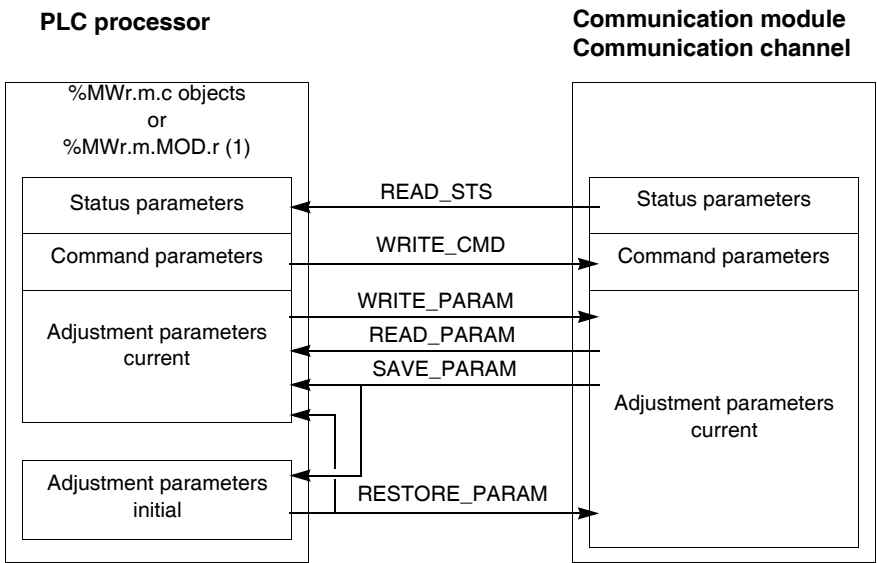 PLC processor
Communication module
Communication channel
%MWr.m.c objects
or
%MWr.m.MOD.r (1)
Status parameters
READ_STS
Status parameters
Command parameters
WRITE_CMD
Command parameters
WRITE_PARAM
Adjustment parameters
current
READ_PARAM
SAVE_PARAM
Adjustment parameters
current
Adjustment parameters
initial
RESTORE_PARAM